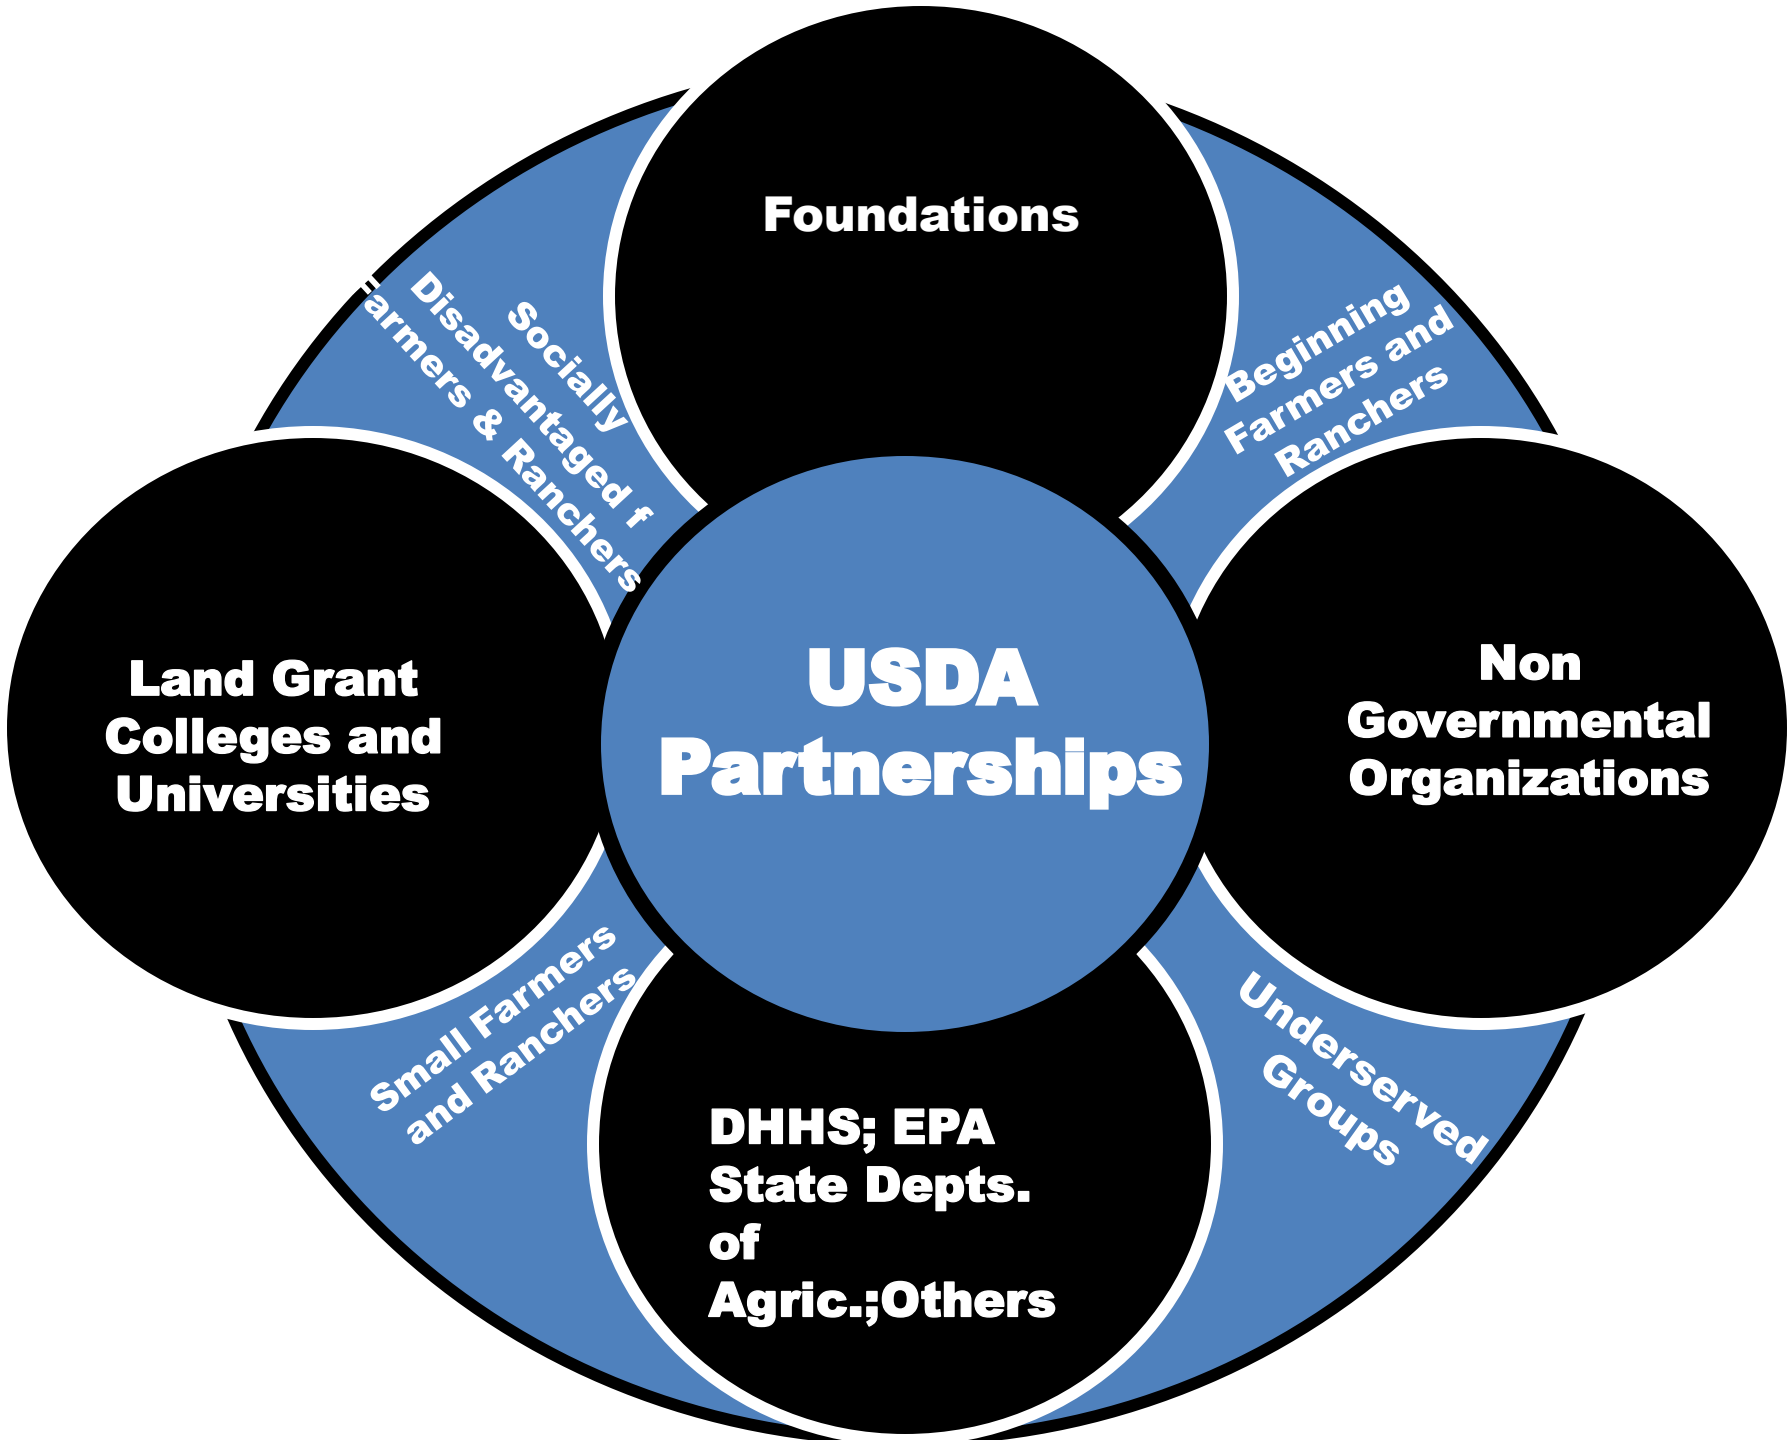 Foundations
Socially
Disadvantaged f
armers & Ranchers
Beginning
Farmers and
Ranchers
Land Grant
Colleges and
Universities
USDA
Partnerships
Non
Governmental
Organizations
Small Farmers
and Ranchers
DHHS; EPA
State Depts.
of
Agric.;Others
Underserved
Groups